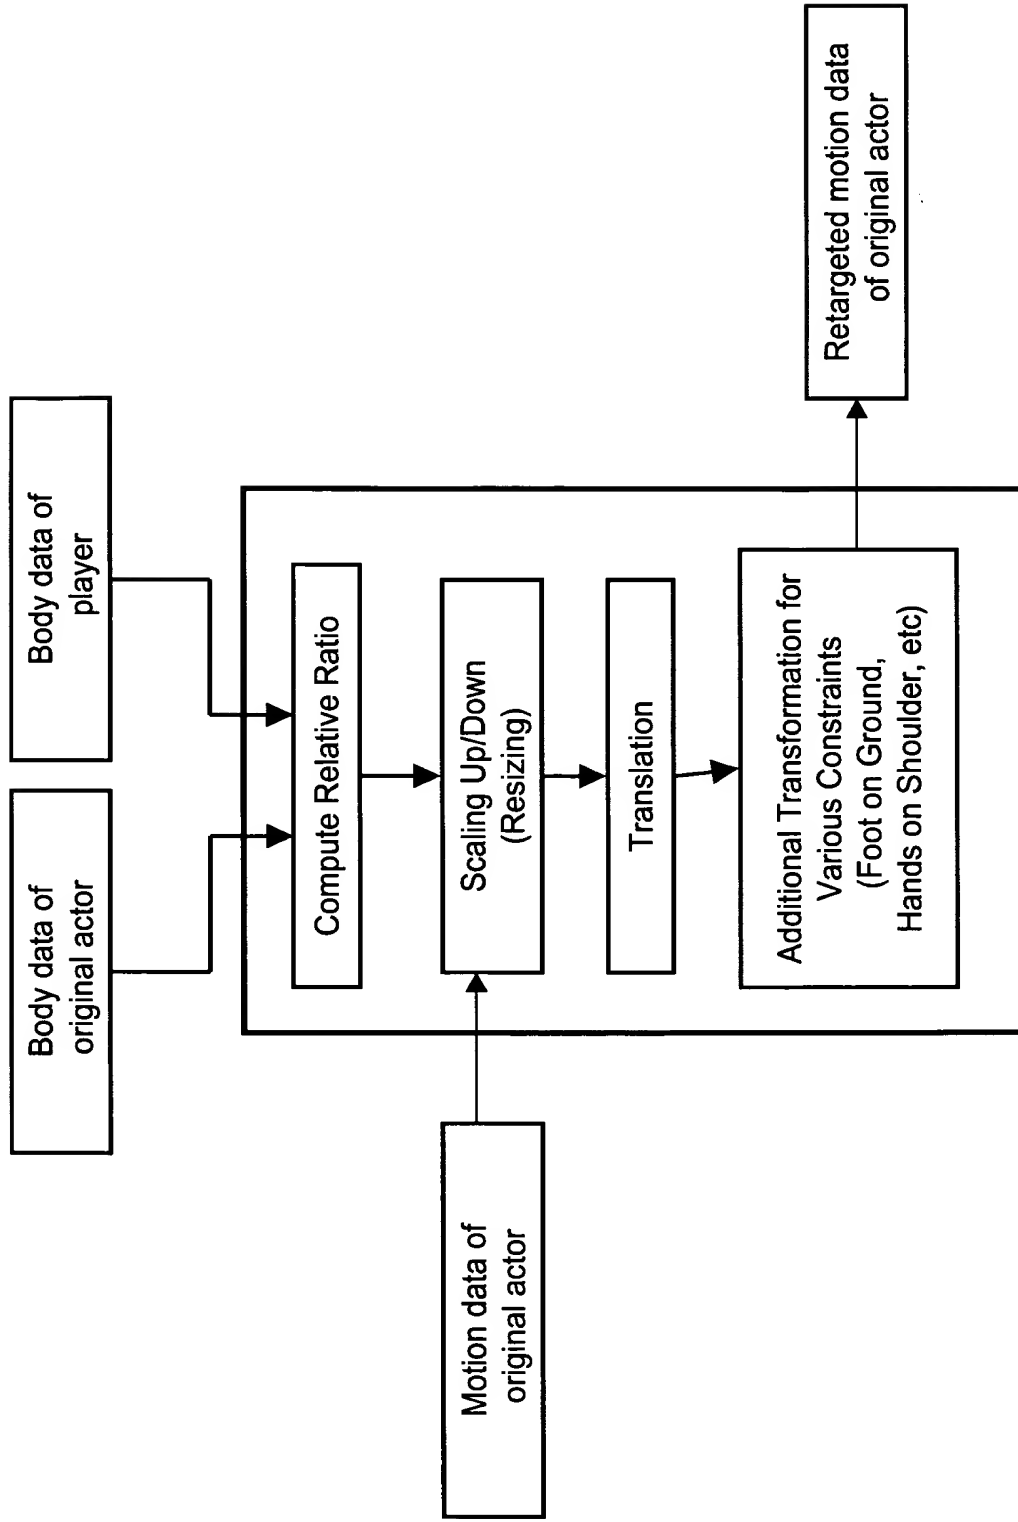 Body data of
original actor
Body data of
player
Compute Relative Ratio
Motion data of
original actor
Scaling Up/Down
(Resizing)
Translation
Additional Transformation for
Various Constraints
(Foot on Ground,
Hands on Shoulder, etc)
Retargeted motion data
of original actor